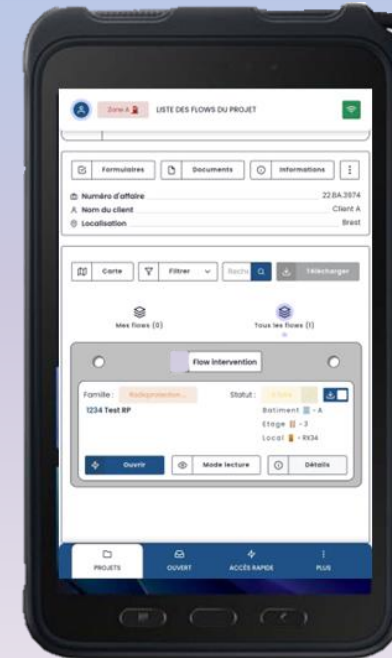 Zone A LISTE DES FLOWS DU PROJET
Formulaires Documents Informations
Numéro d'affaire 22.BA.3974
Nom du client Client A
Localisation Brest
Carte Filtrer Reche Télécharger
Mes flows (0) Tous les flows (1)
Flow intervention
Famille : Radioprotection... Statut :
1234 Test RP Batiment - A
Etage - 3
Local - RX34
Ouvrir Mode lecture Détails
PROJETS OUVERT ACCÈS RAPIDE PLUS